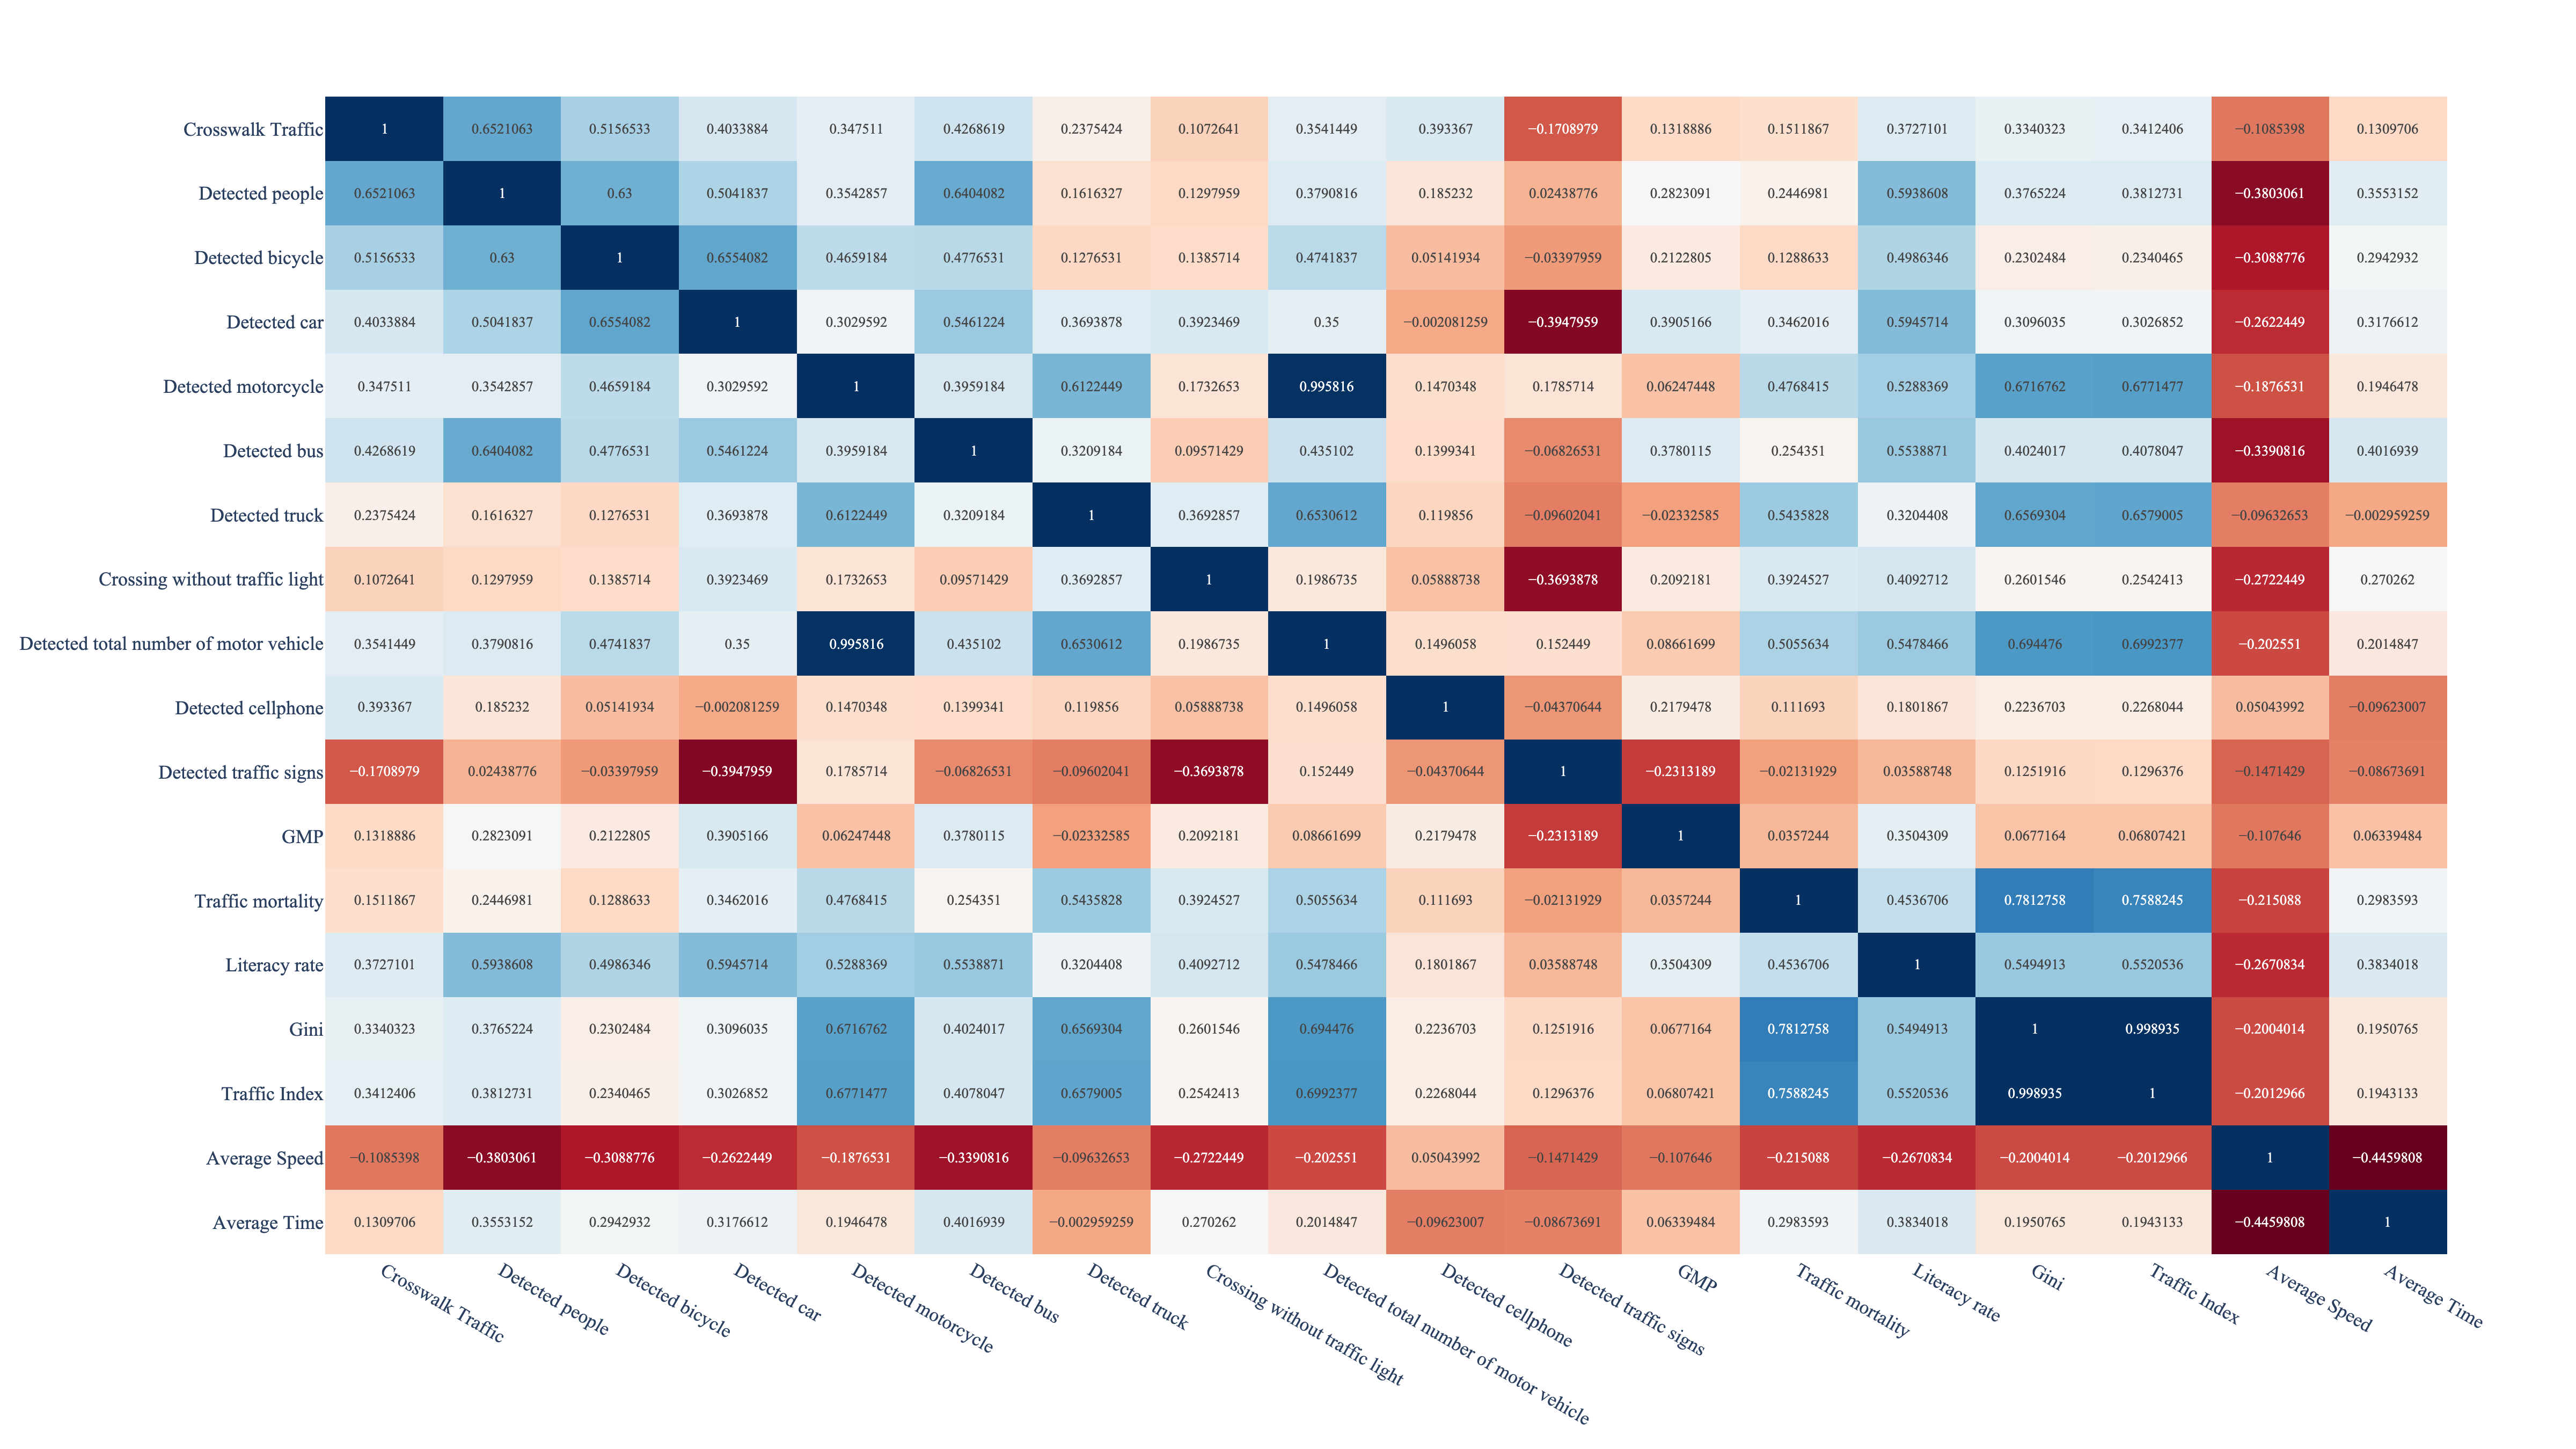 Crosswalk Traffic 1 0.6521063 0.5156533 0.4033884 0.347511 0.4268619 0.2375424 0.1072641 0.3541449 0.393367 −0.1708979 0.1318886 0.1511867 0.3727101 0.3340323 0.3412406 −0.1085398 0.1309706
Detected people 0.6521063 1 0.63 0.5041837 0.3542857 0.6404082 0.1616327 0.1297959 0.3790816 0.185232 0.02438776 0.2823091 0.2446981 0.5938608 0.3765224 0.3812731 −0.3803061 0.3553152
Detected bicycle 0.5156533 0.63 1 0.6554082 0.4659184 0.4776531 0.1276531 0.1385714 0.4741837 0.05141934 −0.03397959 0.2122805 0.1288633 0.4986346 0.2302484 0.2340465 −0.3088776 0.2942932
Detected car 0.4033884 0.5041837 0.6554082 1 0.3029592 0.5461224 0.3693878 0.3923469 0.35 −0.002081259 −0.3947959 0.3905166 0.3462016 0.5945714 0.3096035 0.3026852 −0.2622449 0.3176612
Detected motorcycle 0.347511 0.3542857 0.4659184 0.3029592 1 0.3959184 0.6122449 0.1732653 0.995816 0.1470348 0.1785714 0.06247448 0.4768415 0.5288369 0.6716762 0.6771477 −0.1876531 0.1946478
Detected bus 0.4268619 0.6404082 0.4776531 0.5461224 0.3959184 1 0.3209184 0.09571429 0.435102 0.1399341 −0.06826531 0.3780115 0.254351 0.5538871 0.4024017 0.4078047 −0.3390816 0.4016939
Detected truck 0.2375424 0.1616327 0.1276531 0.3693878 0.6122449 0.3209184 1 0.3692857 0.6530612 0.119856 −0.09602041 −0.02332585 0.5435828 0.3204408 0.6569304 0.6579005 −0.09632653 −0.002959259
Crossing without traffic light 0.1072641 0.1297959 0.1385714 0.3923469 0.1732653 0.09571429 0.3692857 1 0.1986735 0.05888738 −0.3693878 0.2092181 0.3924527 0.4092712 0.2601546 0.2542413 −0.2722449 0.270262
Detected total number of motor vehicle 0.3541449 0.3790816 0.4741837 0.35 0.995816 0.435102 0.6530612 0.1986735 1 0.1496058 0.152449 0.08661699 0.5055634 0.5478466 0.694476 0.6992377 −0.202551 0.2014847
Detected cellphone 0.393367 0.185232 0.05141934 −0.002081259 0.1470348 0.1399341 0.119856 0.05888738 0.1496058 1 −0.04370644 0.2179478 0.111693 0.1801867 0.2236703 0.2268044 0.05043992 −0.09623007
Detected traffic signs −0.1708979 0.02438776 −0.03397959 −0.3947959 0.1785714 −0.06826531 −0.09602041 −0.3693878 0.152449 −0.04370644 1 −0.2313189 −0.02131929 0.03588748 0.1251916 0.1296376 −0.1471429 −0.08673691
GMP 0.1318886 0.2823091 0.2122805 0.3905166 0.06247448 0.3780115 −0.02332585 0.2092181 0.08661699 0.2179478 −0.2313189 1 0.0357244 0.3504309 0.0677164 0.06807421 −0.107646 0.06339484
Traffic mortality 0.1511867 0.2446981 0.1288633 0.3462016 0.4768415 0.254351 0.5435828 0.3924527 0.5055634 0.111693 −0.02131929 0.0357244 1 0.4536706 0.7812758 0.7588245 −0.215088 0.2983593
Literacy rate 0.3727101 0.5938608 0.4986346 0.5945714 0.5288369 0.5538871 0.3204408 0.4092712 0.5478466 0.1801867 0.03588748 0.3504309 0.4536706 1 0.5494913 0.5520536 −0.2670834 0.3834018
Gini 0.3340323 0.3765224 0.2302484 0.3096035 0.6716762 0.4024017 0.6569304 0.2601546 0.694476 0.2236703 0.1251916 0.0677164 0.7812758 0.5494913 1 0.998935 −0.2004014 0.1950765
Traffic Index 0.3412406 0.3812731 0.2340465 0.3026852 0.6771477 0.4078047 0.6579005 0.2542413 0.6992377 0.2268044 0.1296376 0.06807421 0.7588245 0.5520536 0.998935 1 −0.2012966 0.1943133
Average Speed −0.1085398 −0.3803061 −0.3088776 −0.2622449 −0.1876531 −0.3390816 −0.09632653 −0.2722449 −0.202551 0.05043992 −0.1471429 −0.107646 −0.215088 −0.2670834 −0.2004014 −0.2012966 1 −0.4459808
Average Time 0.1309706 0.3553152 0.2942932 0.3176612 0.1946478 0.4016939 −0.002959259 0.270262 0.2014847 −0.09623007 −0.08673691 0.06339484 0.2983593 0.3834018 0.1950765 0.1943133 −0.4459808 1
Crosswalk Traffic
Detected people
Detected bicycle
Detected car
Detected motorcycle
Detected bus
Detected truck
Crossing without traffic light
Detected total number of motor vehicle
Detected cellphone
Detected traffic signs
GMP
Traffic mortality
Literacy rate
Gini
Traffic Index
Average Speed
Average Time